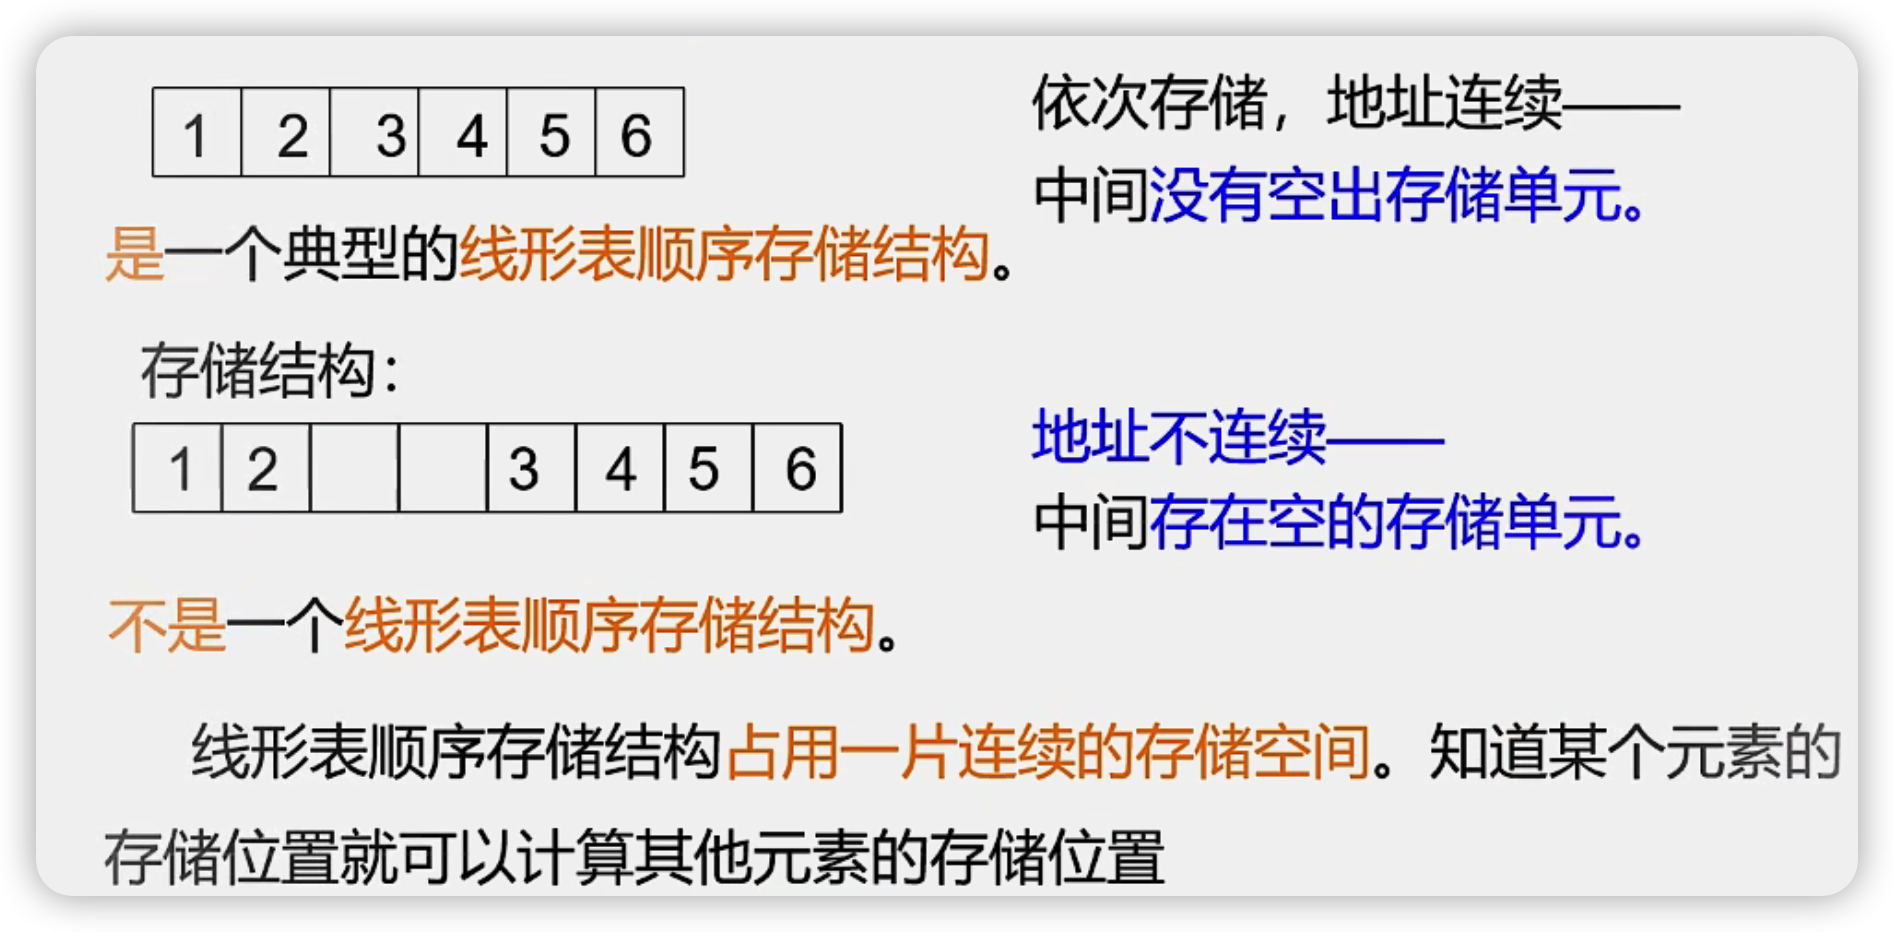 1 2 3 4 5 6
依次存储，地址连续——
中间没有空出存储单元。
是一个典型的线形表顺序存储结构。
存储结构：
1 2 3 4 5 6
地址不连续——
中间存在空的存储单元。
不是一个线形表顺序存储结构。
线形表顺序存储结构占用一片连续的存储空间。知道某个元素的
存储位置就可以计算其他元素的存储位置